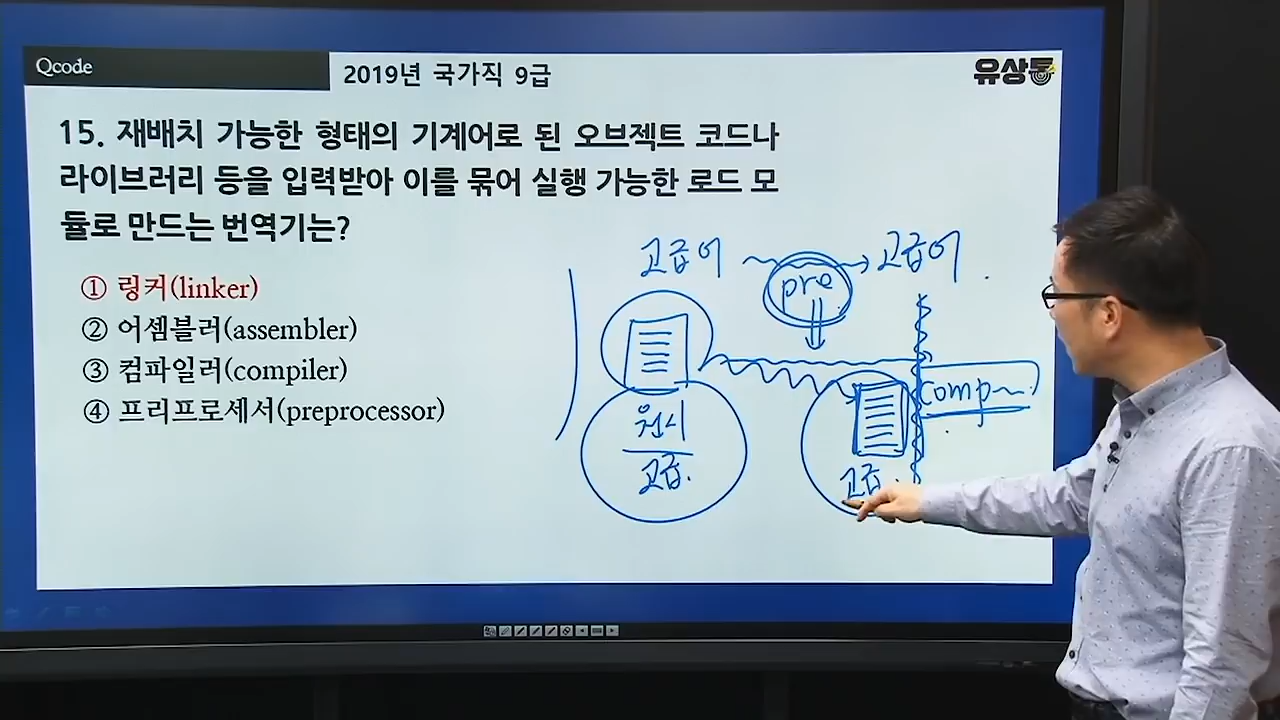 Qcode
2019년 국가직 9급
유상통
15. 재배치 가능한 형태의 기계어로 된 오브젝트 코드나
라이브러리 등을 입력받아 이를 묶어 실행 가능한 로드 모
듈로 만드는 번역기는?
① 링커(linker)
② 어셈블러(assembler)
③ 컴파일러(compiler)
④ 프리프로세서(preprocessor)
고급어
pre
고급어
원시
고급.
comp
고급.